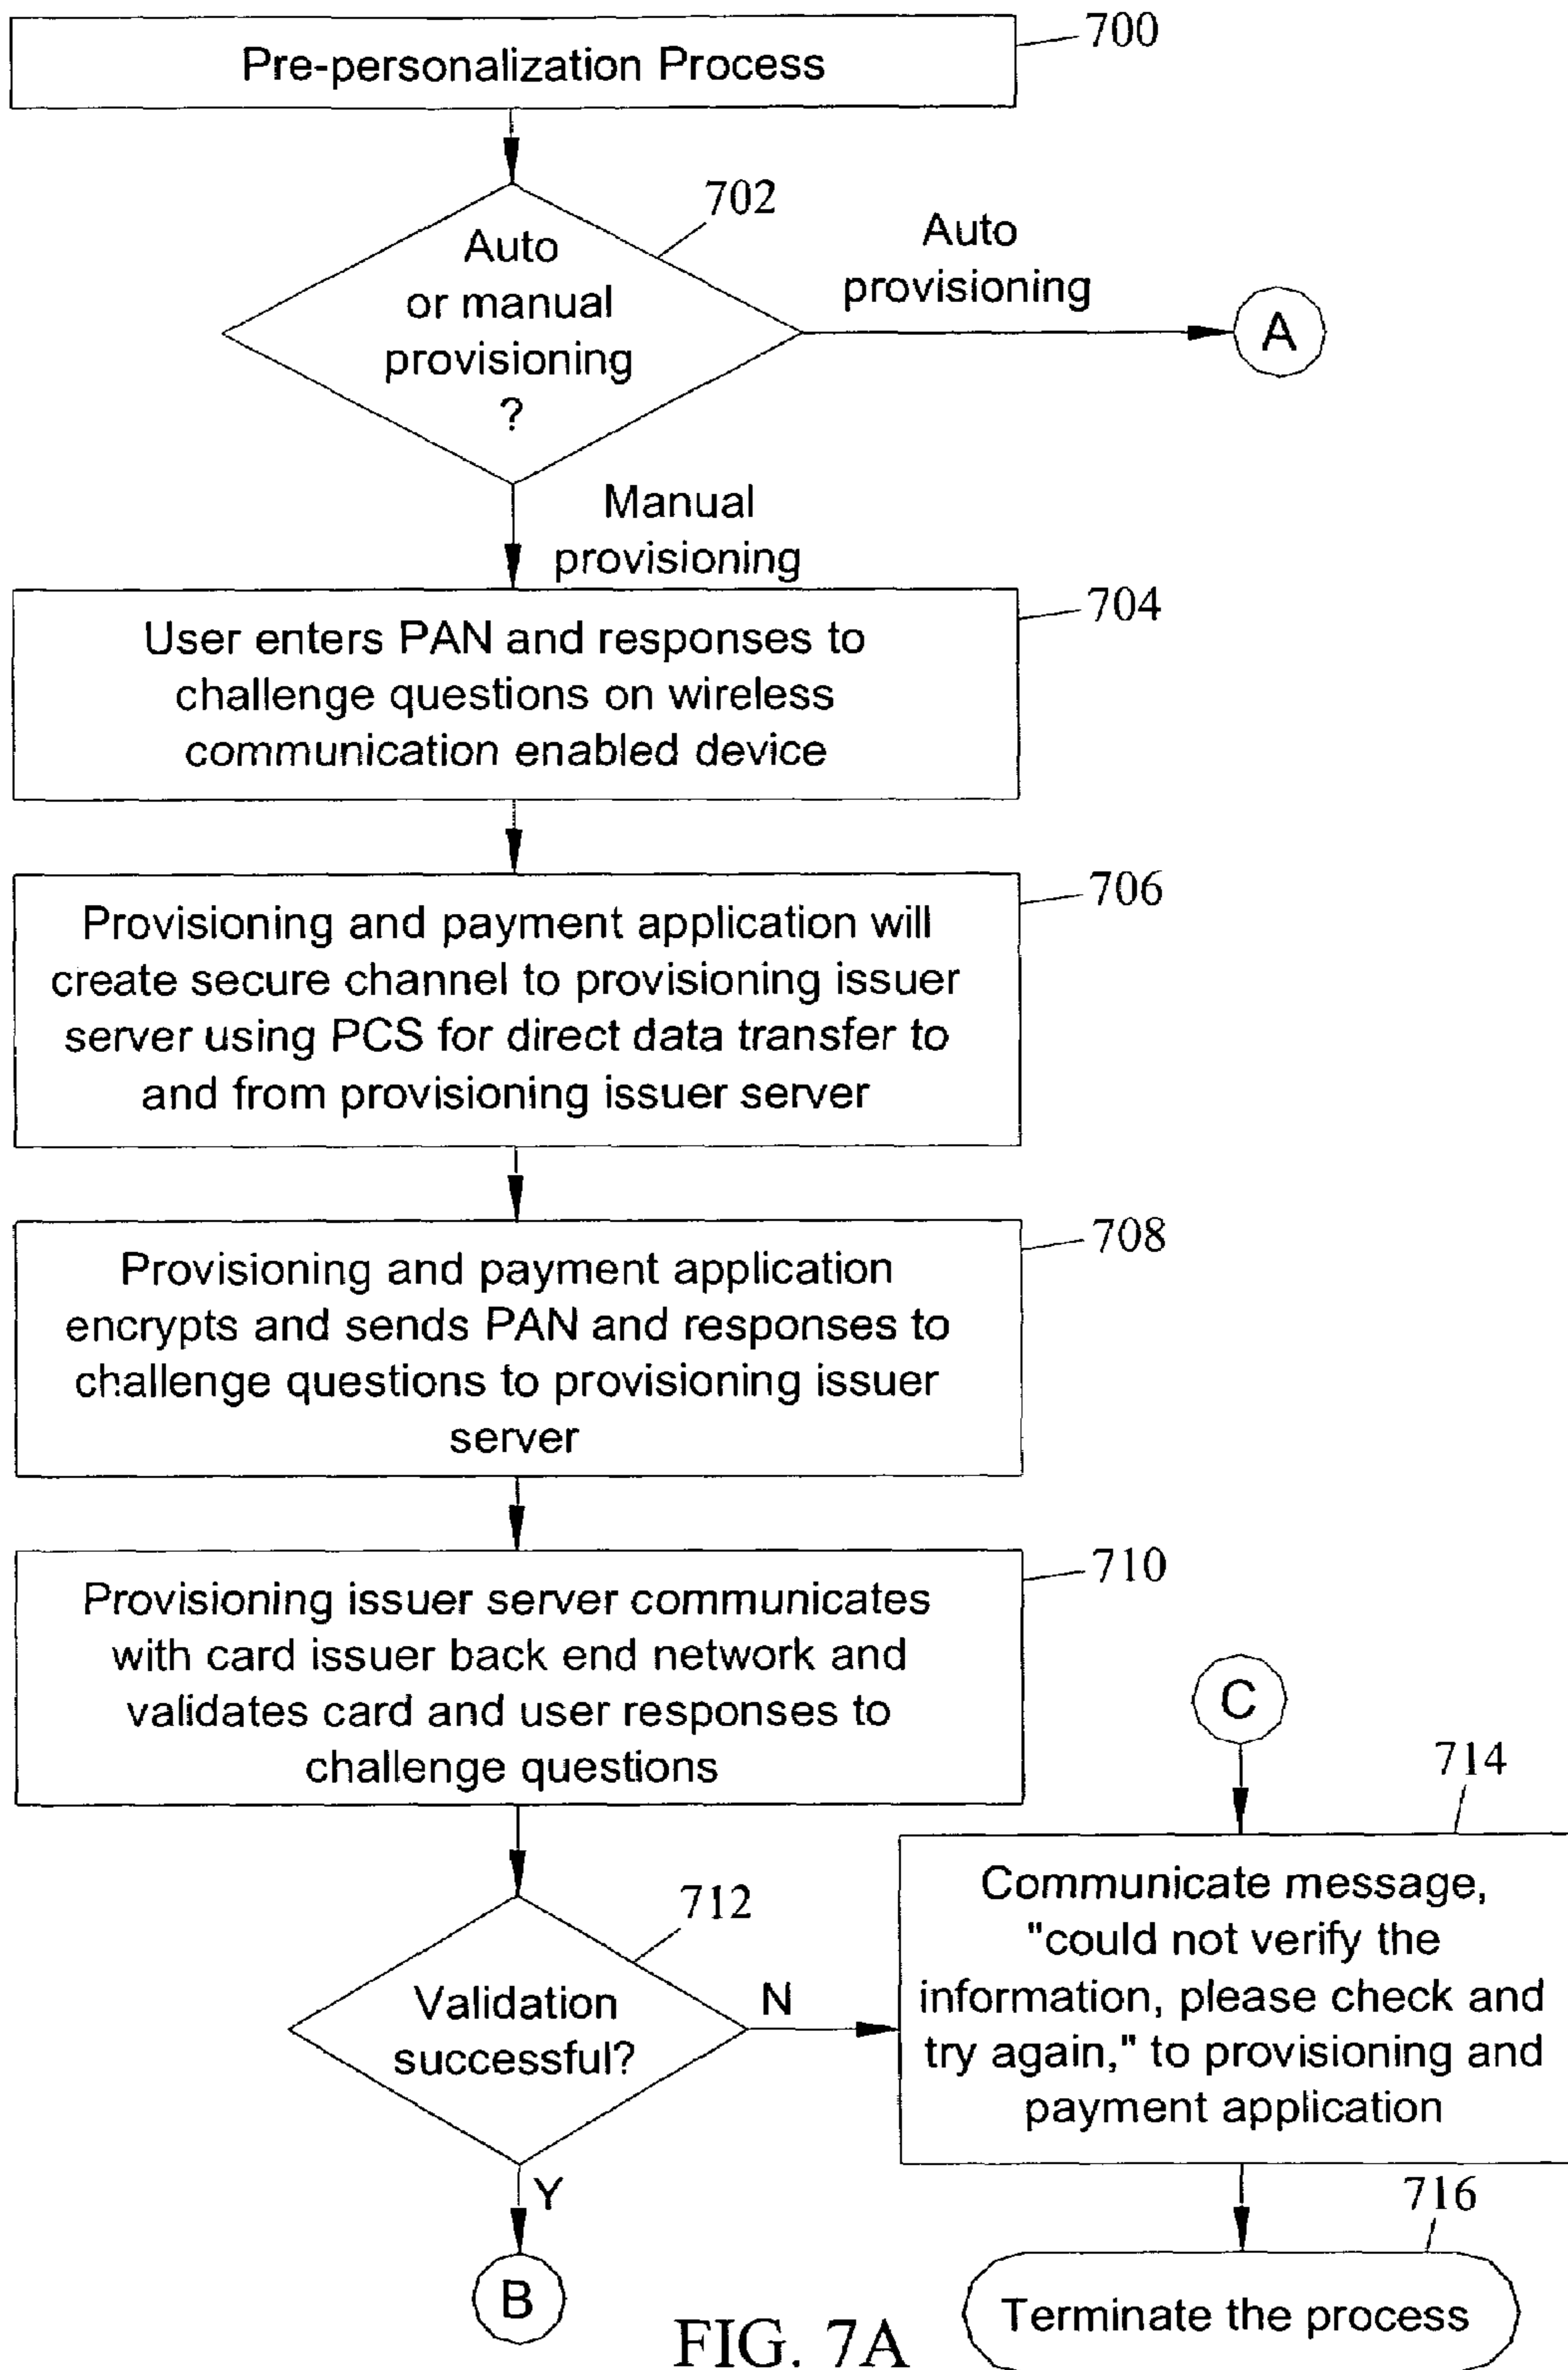 Pre-personalization Process
700
702
Auto
or manual
provisioning
?
Auto
provisioning
A
Manual
provisioning
704
User enters PAN and responses to
challenge questions on wireless
communication enabled device
706
Provisioning and payment application will
create secure channel to provisioning issuer
server using PCS for direct data transfer to
and from provisioning issuer server
708
Provisioning and payment application
encrypts and sends PAN and responses to
challenge questions to provisioning issuer
server
710
Provisioning issuer server communicates
with card issuer back end network and
validates card and user responses to
challenge questions
712
Validation
successful?
N
Y
B
C
714
Communicate message,
"could not verify the
information, please check and
try again," to provisioning and
payment application
716
Terminate the process
FIG. 7A